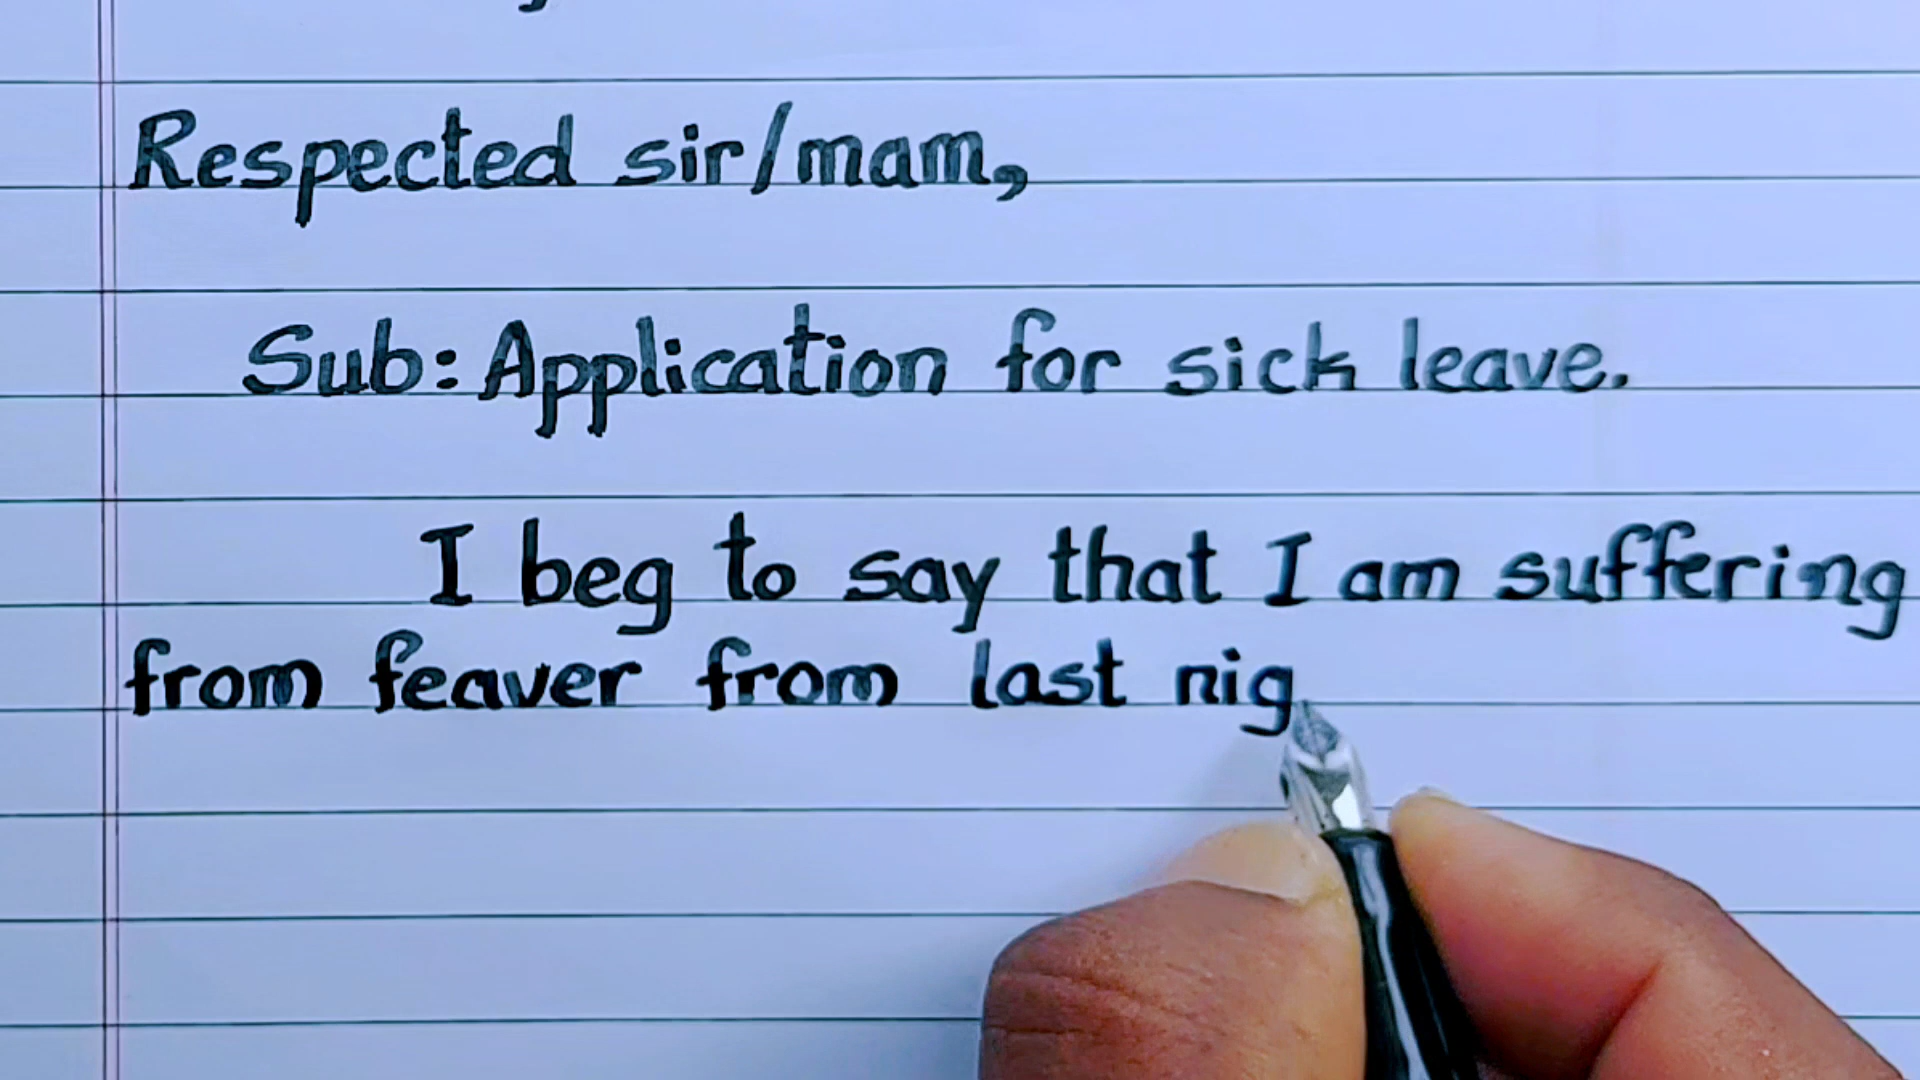 Respected sir/mam,
Sub: Application for sick leave.
I beg to say that I am suffering
from feaver from last nig